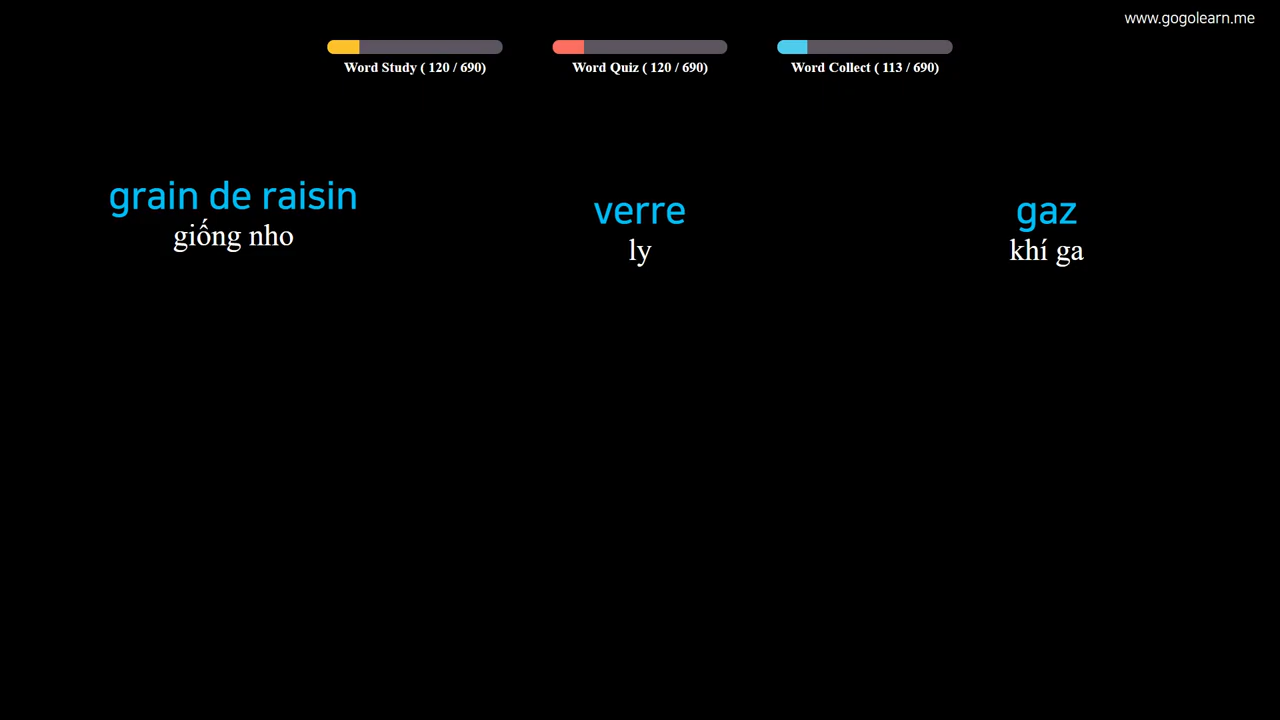 www.gogolearn.me
Word Study ( 120 / 690)
Word Quiz ( 120 / 690)
Word Collect ( 113 / 690)
grain de raisin
giống nho
verre
ly
gaz
khí ga